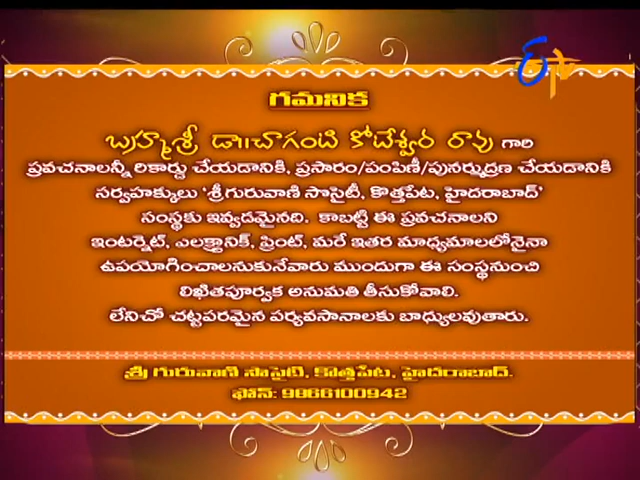 ETV
గమనిక
బ్రహ్మశ్రీ డా॥చాగంటి కోటేశ్వర రావు గారి
ప్రవచనాలన్నీ రికార్డు చేయడానికి, ప్రసారం/పంపిణీ/పునర్ముద్రణ చేయడానికి
సర్వహక్కులు ‘శ్రీగురువాణి సొసైటీ, కొత్తపేట, హైదరాబాద్’
సంస్థకు ఇవ్వడమైనది. కాబట్టి ఈ ప్రవచనాలని
ఇంటర్నెట్, ఎలక్ట్రానిక్, ప్రింట్, మరే ఇతర మాధ్యమాలలోనైనా
ఉపయోగించాలనుకునేవారు ముందుగా ఈ సంస్థనుంచి
లిఖితపూర్వక అనుమతి తీసుకోవాలి.
లేనిచో చట్టపరమైన పర్యవసానాలకు బాధ్యులవుతారు.
శ్రీ గురువాణి సొసైటి, కొత్తపేట, హైదరాబాద్.
ఫోన్: 9866100942